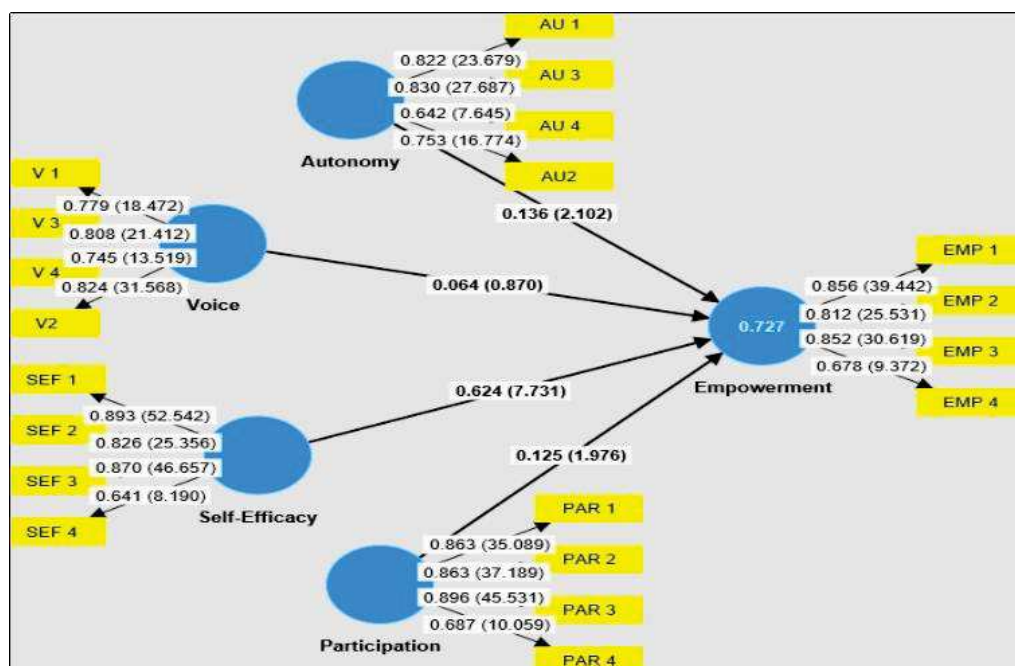 AU 1
0.822 (23.679)
AU 3
0.830 (27.687)
0.642 (7.645)
AU 4
0.753 (16.774)
AU2
Autonomy
V 1
0.779 (18.472)
V 3
0.808 (21.412)
0.745 (13.519)
V 4
0.824 (31.568)
V2
Voice
0.136 (2.102)
0.064 (0.870)
EMP 1
0.856 (39.442)
EMP 2
0.812 (25.531)
0.727
0.852 (30.619)
EMP 3
0.678 (9.372)
EMP 4
Empowerment
SEF 1
0.893 (52.542)
SEF 2
0.826 (25.356)
0.870 (46.657)
SEF 3
0.641 (8.190)
SEF 4
Self-Efficacy
0.624 (7.731)
0.125 (1.976)
PAR 1
0.863 (35.089)
PAR 2
0.863 (37.189)
0.896 (45.531)
PAR 3
0.687 (10.059)
PAR 4
Participation